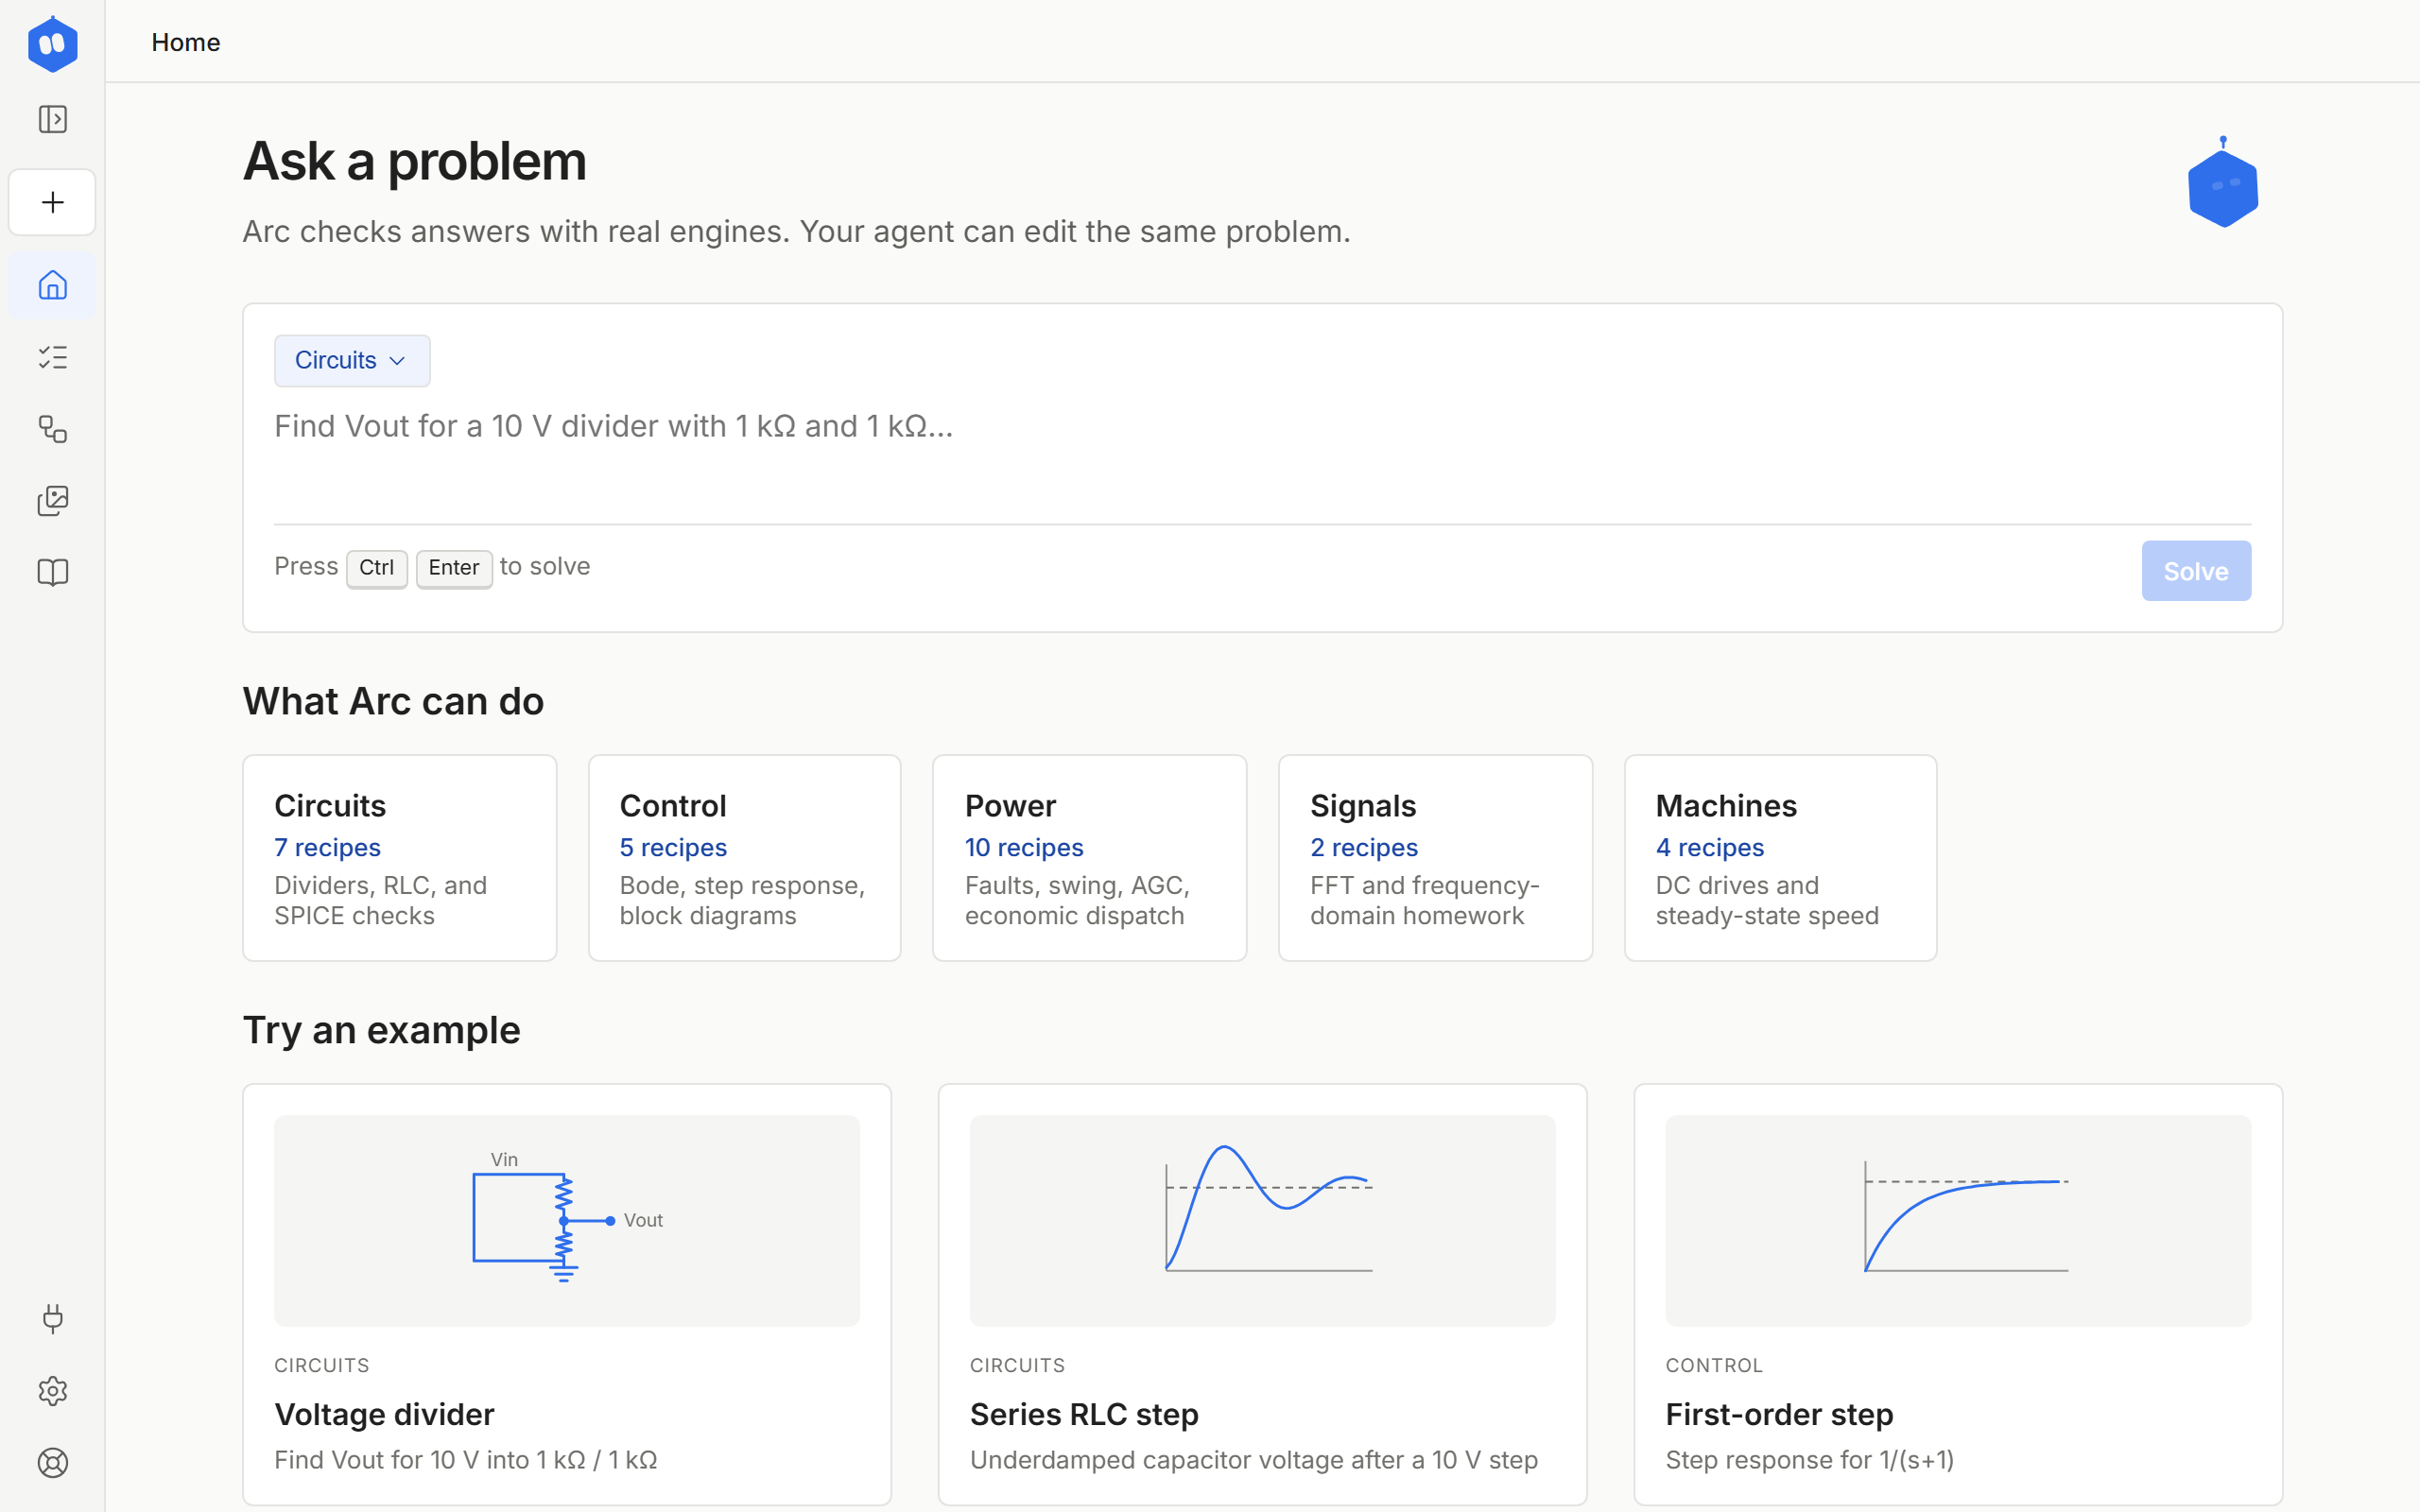 Home
Ask a problem
Arc checks answers with real engines. Your agent can edit the same problem.
Circuits
Find Vout for a 10 V divider with 1 kΩ and 1 kΩ...
Press Ctrl Enter to solve
Solve
What Arc can do
Circuits
7 recipes
Dividers, RLC, and
SPICE checks
Control
5 recipes
Bode, step response,
block diagrams
Power
10 recipes
Faults, swing, AGC,
economic dispatch
Signals
2 recipes
FFT and frequency-
domain homework
Machines
4 recipes
DC drives and
steady-state speed
Try an example
Vin
Vout
CIRCUITS
Voltage divider
Find Vout for 10 V into 1 kΩ / 1 kΩ
CIRCUITS
Series RLC step
Underdamped capacitor voltage after a 10 V step
CONTROL
First-order step
Step response for 1/(s+1)